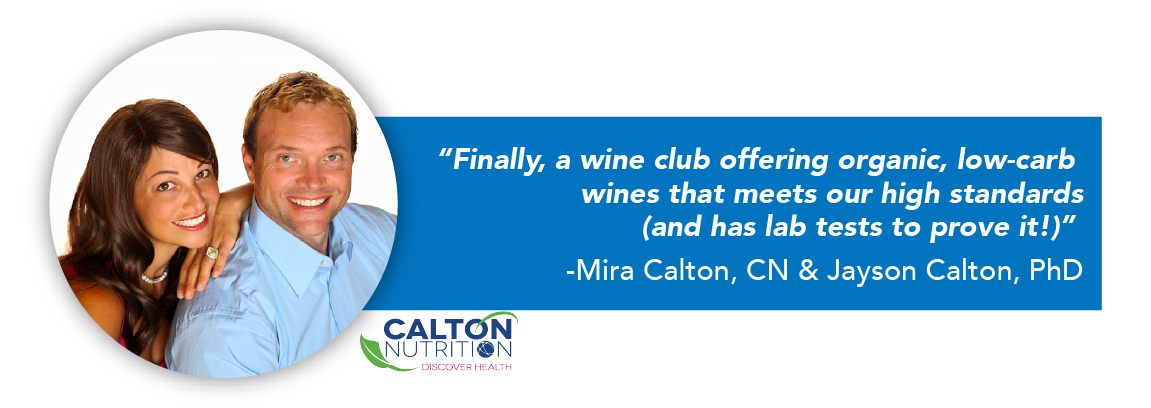 “Finally, a wine club offering organic, low-carb
wines that meets our high standards
(and has lab tests to prove it!)”
-Mira Calton, CN & Jayson Calton, PhD
CALTON
NUTRITION
DISCOVER HEALTH